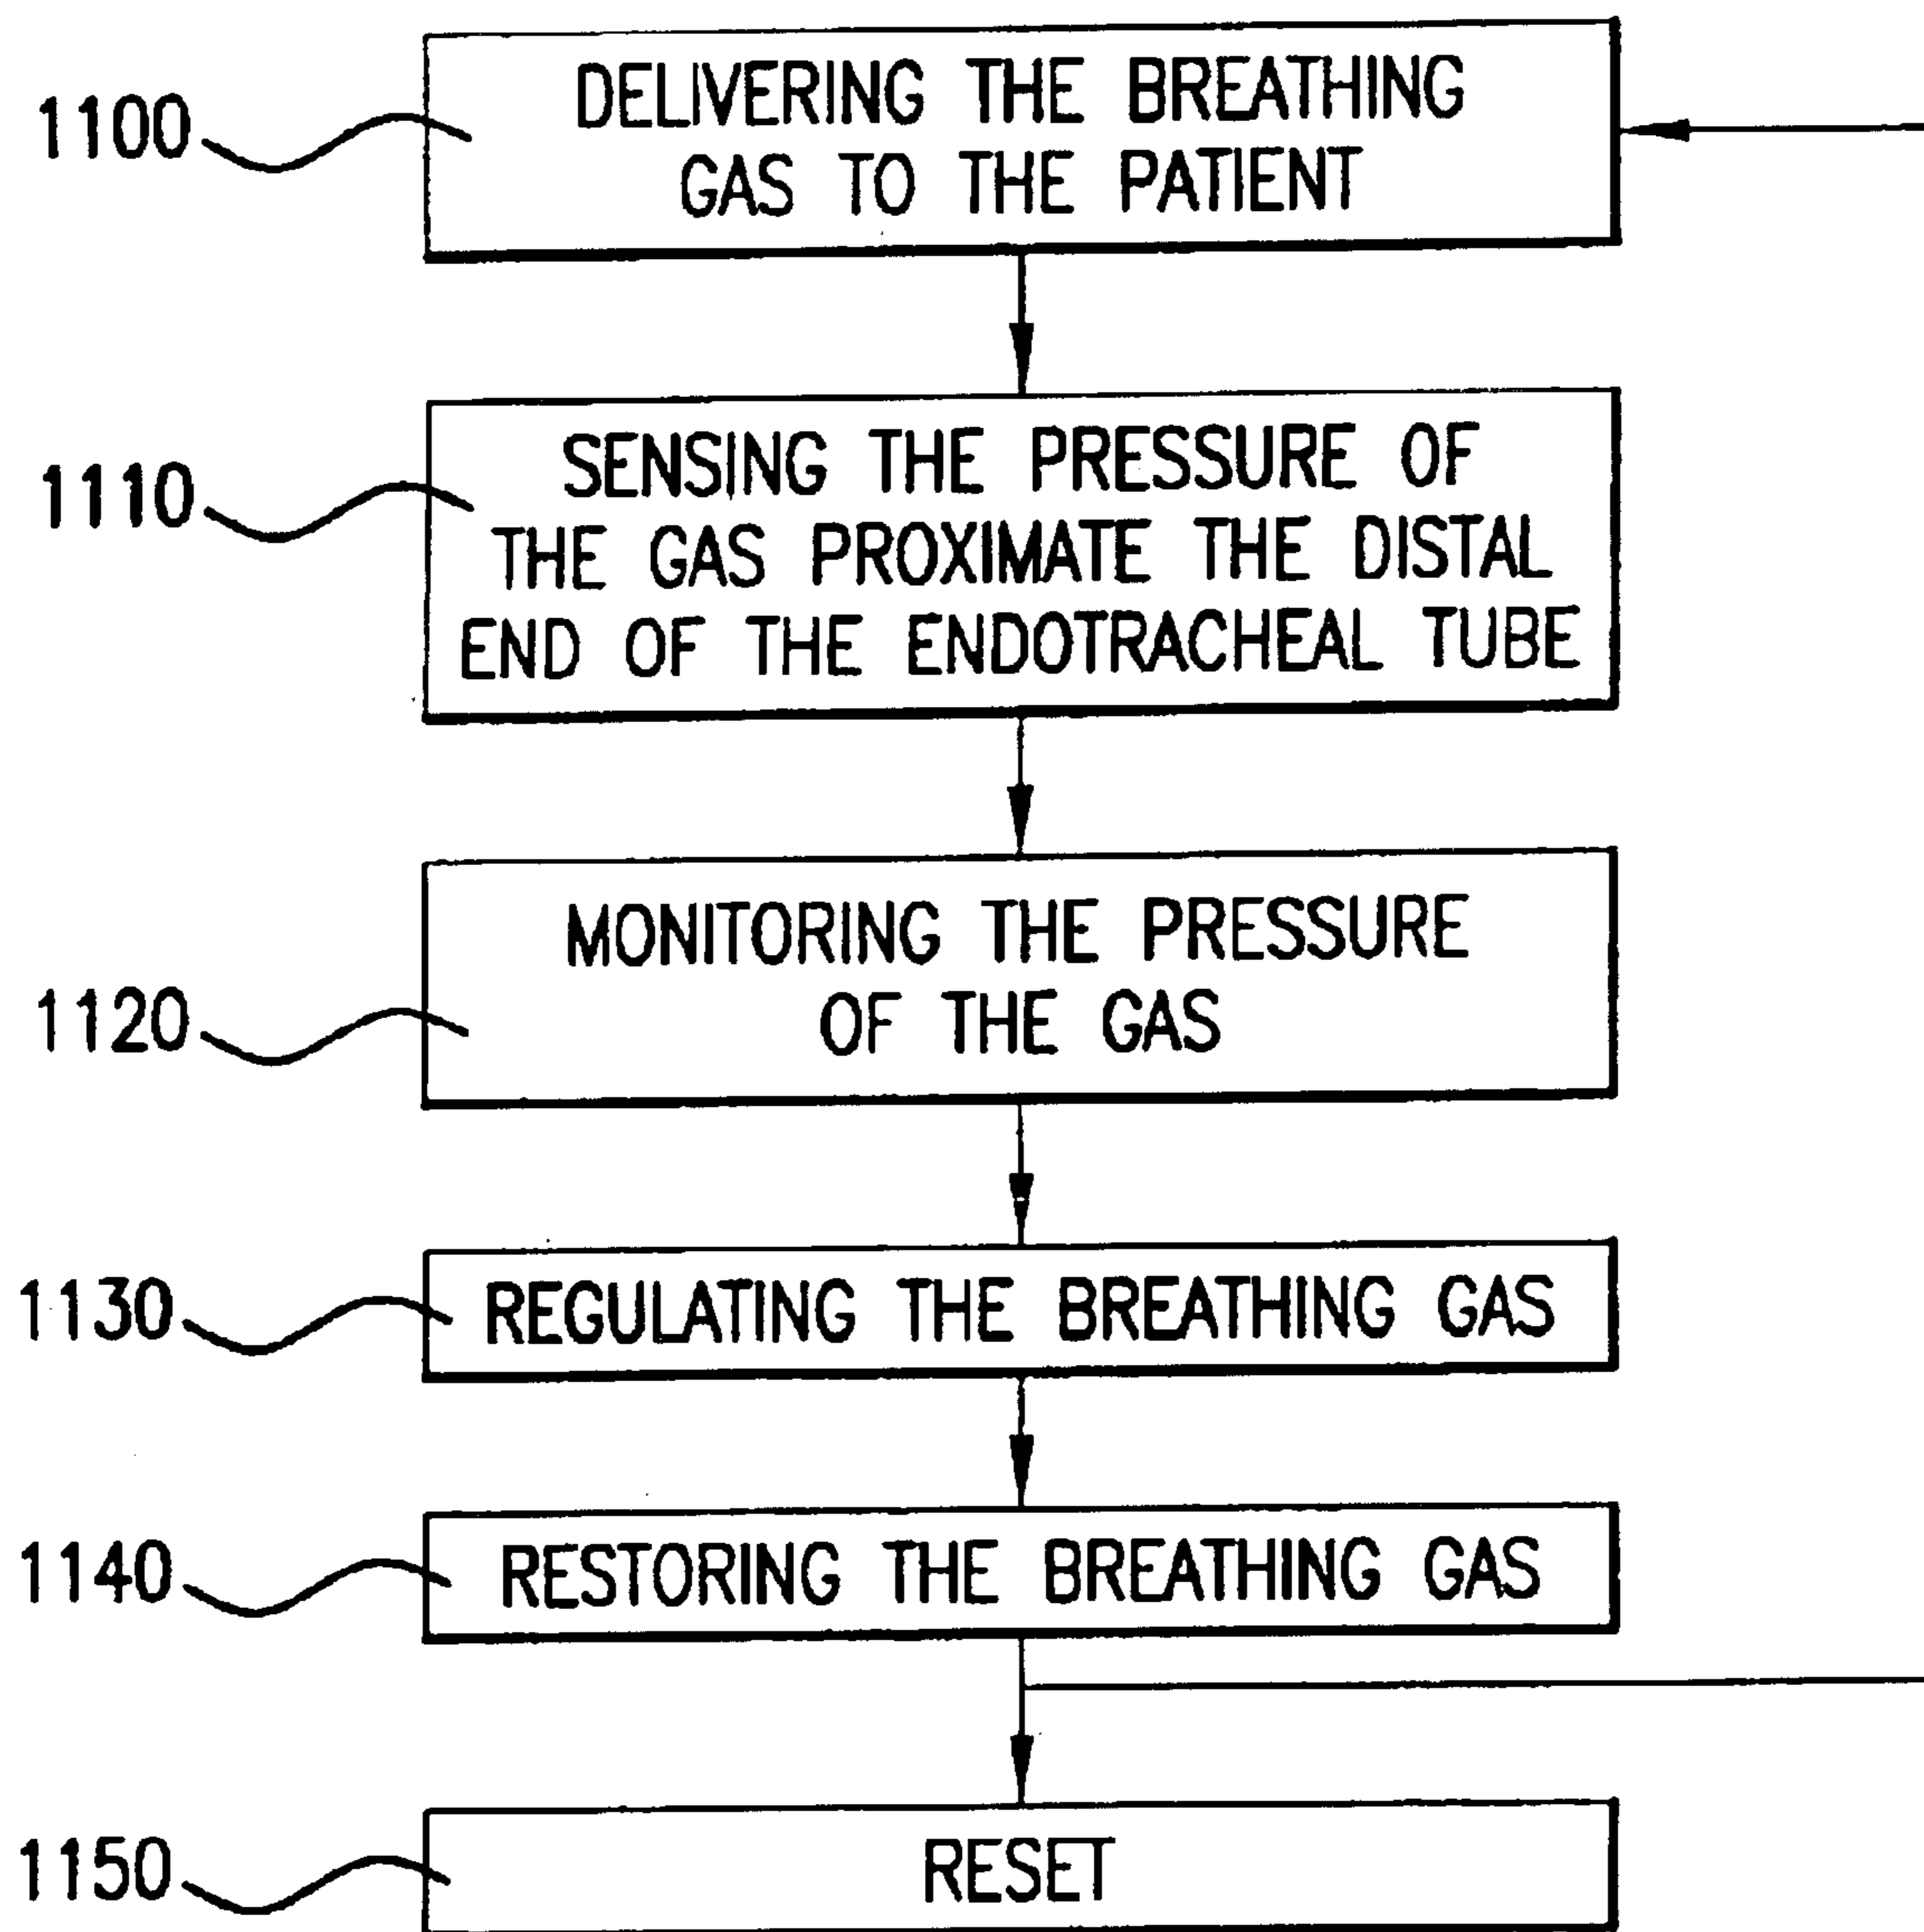 1100
DELIVERING THE BREATHING
GAS TO THE PATIENT
1110
SENSING THE PRESSURE OF
THE GAS PROXIMATE THE DISTAL
END OF THE ENDOTRACHEAL TUBE
1120
MONITORING THE PRESSURE
OF THE GAS
1130
REGULATING THE BREATHING GAS
1140
RESTORING THE BREATHING GAS
1150
RESET